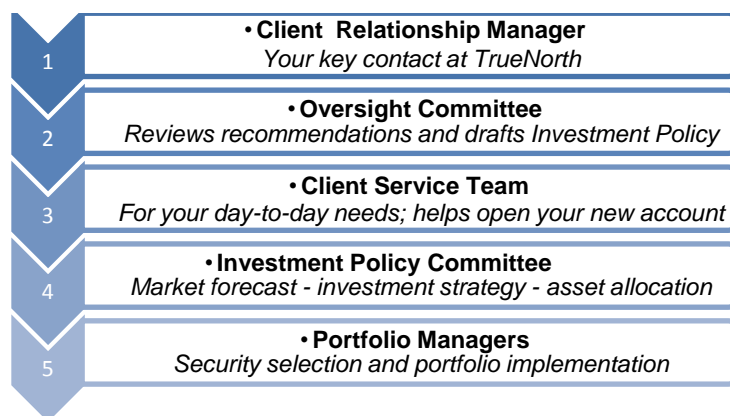 1
• Client Relationship Manager
Your key contact at TrueNorth
2
• Oversight Committee
Reviews recommendations and drafts Investment Policy
3
• Client Service Team
For your day-to-day needs; helps open your new account
4
• Investment Policy Committee
Market forecast - investment strategy - asset allocation
5
• Portfolio Managers
Security selection and portfolio implementation